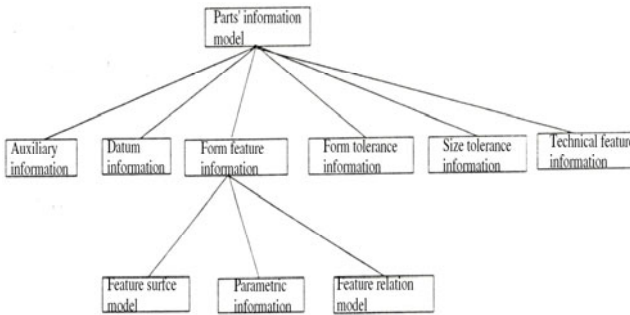 Parts' information
model
Auxiliary
information
Datum
information
Form feature
information
Form tolerance
information
Size tolerance
information
Technical feature
information
Feature surfce
model
Parametric
information
Feature relation
model